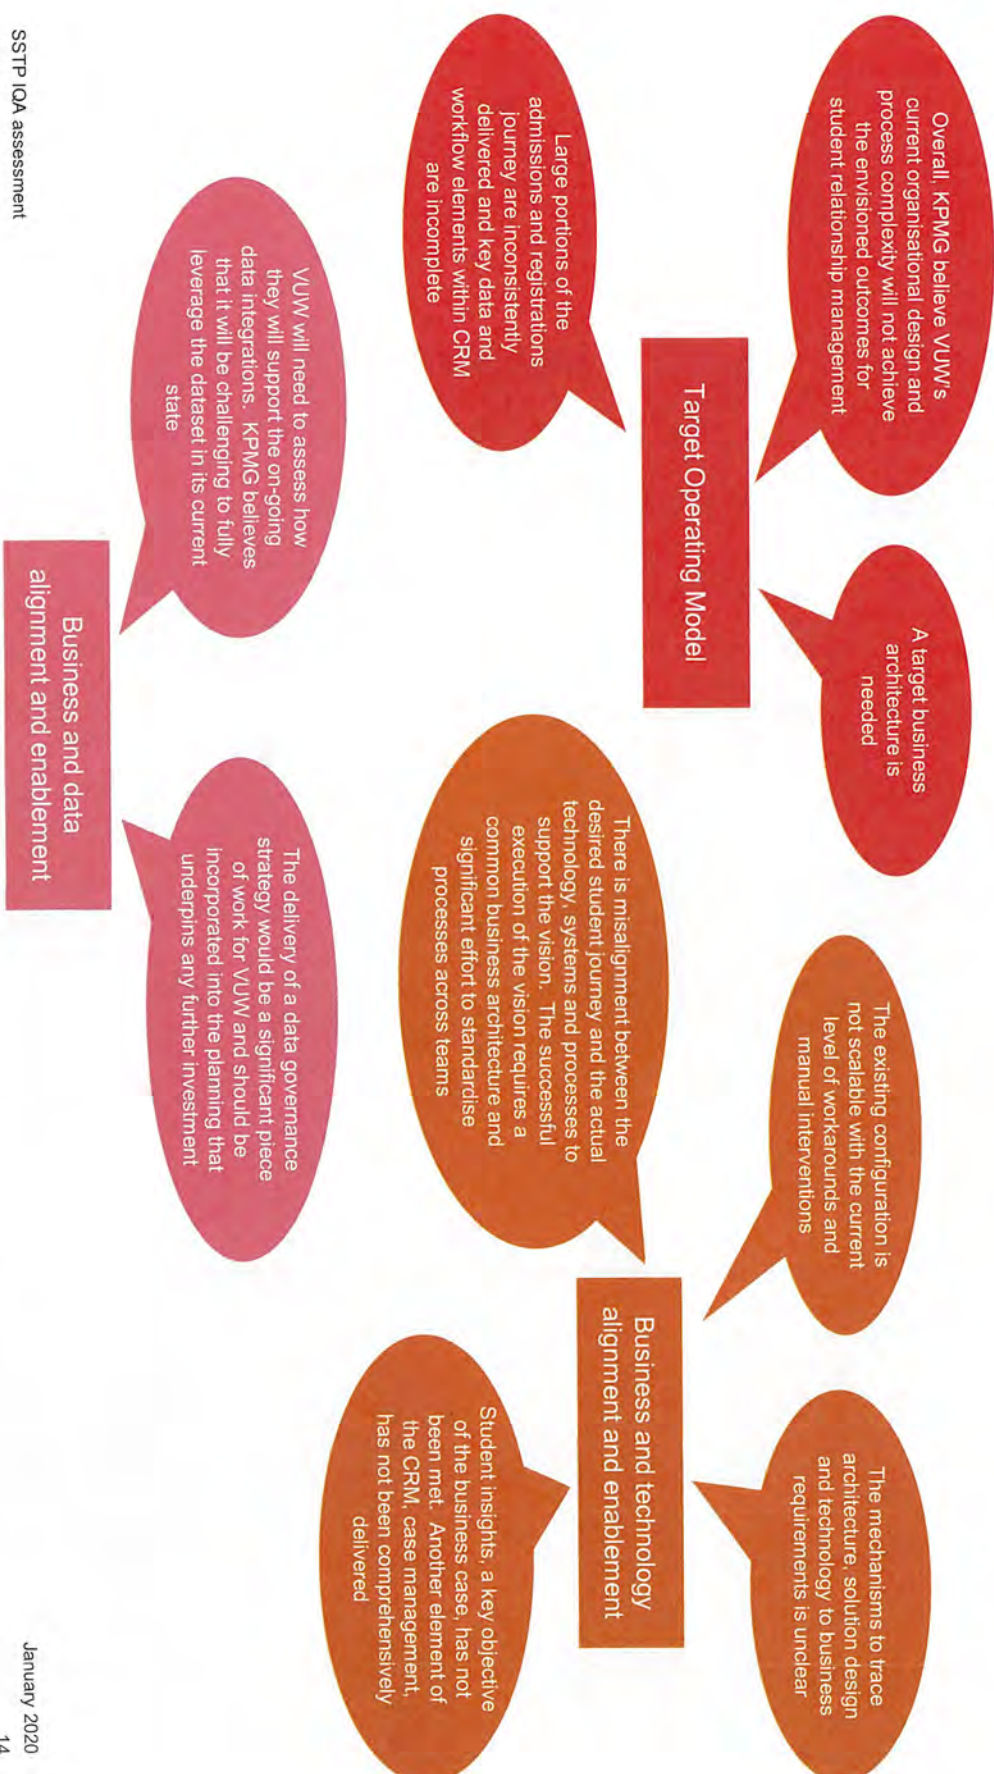 Overall, KPMG believe VUW's
current organisational design and
process complexity will not achieve
the envisioned outcomes for
student relationship management
A target business
architecture is
needed
Large portions of the
admissions and registrations
journey are inconsistently
delivered and key data and
workflow elements within CRM
are incomplete
Target Operating Model
The existing configuration is
not scalable with the current
level of workarounds and
manual interventions
The mechanisms to trace
architecture, solution design
and technology to business
requirements is unclear
There is misalignment between the
desired student journey and the actual
technology, systems and processes to
support the vision. The successful
execution of the vision requires a
common business architecture and
significant effort to standardise
processes across teams
Business and technology
alignment and enablement
Student insights, a key objective
of the business case, has not
been met. Another element of
the CRM, case management,
has not been comprehensively
delivered
VUW will need to assess how
they will support the on-going
data integrations. KPMG believes
that it will be challenging to fully
leverage the dataset in its current
state
The delivery of a data governance
strategy would be a significant piece
of work for VUW and should be
incorporated into the planning that
underpins any further investment
Business and data
alignment and enablement
SSTP IQA assessment
January 2020
14